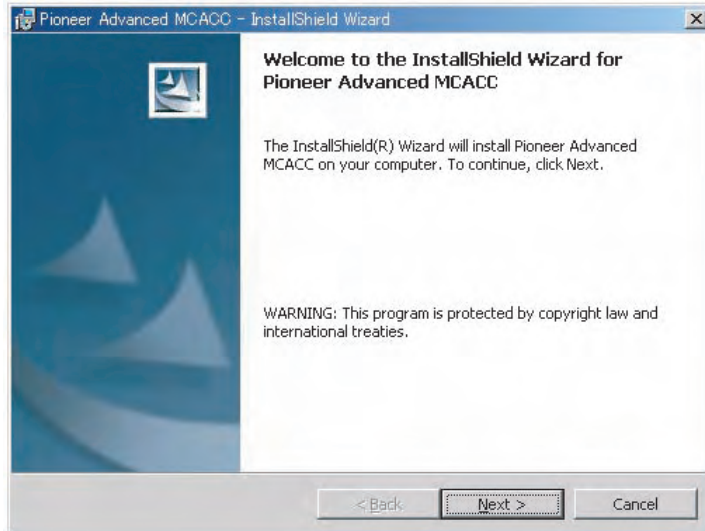 Pioneer Advanced MCACC - InstallShield Wizard
Welcome to the InstallShield Wizard for
Pioneer Advanced MCACC
The InstallShield(R) Wizard will install Pioneer Advanced
MCACC on your computer. To continue, click Next.
WARNING: This program is protected by copyright law and
international treaties.
< Back
Next >
Cancel